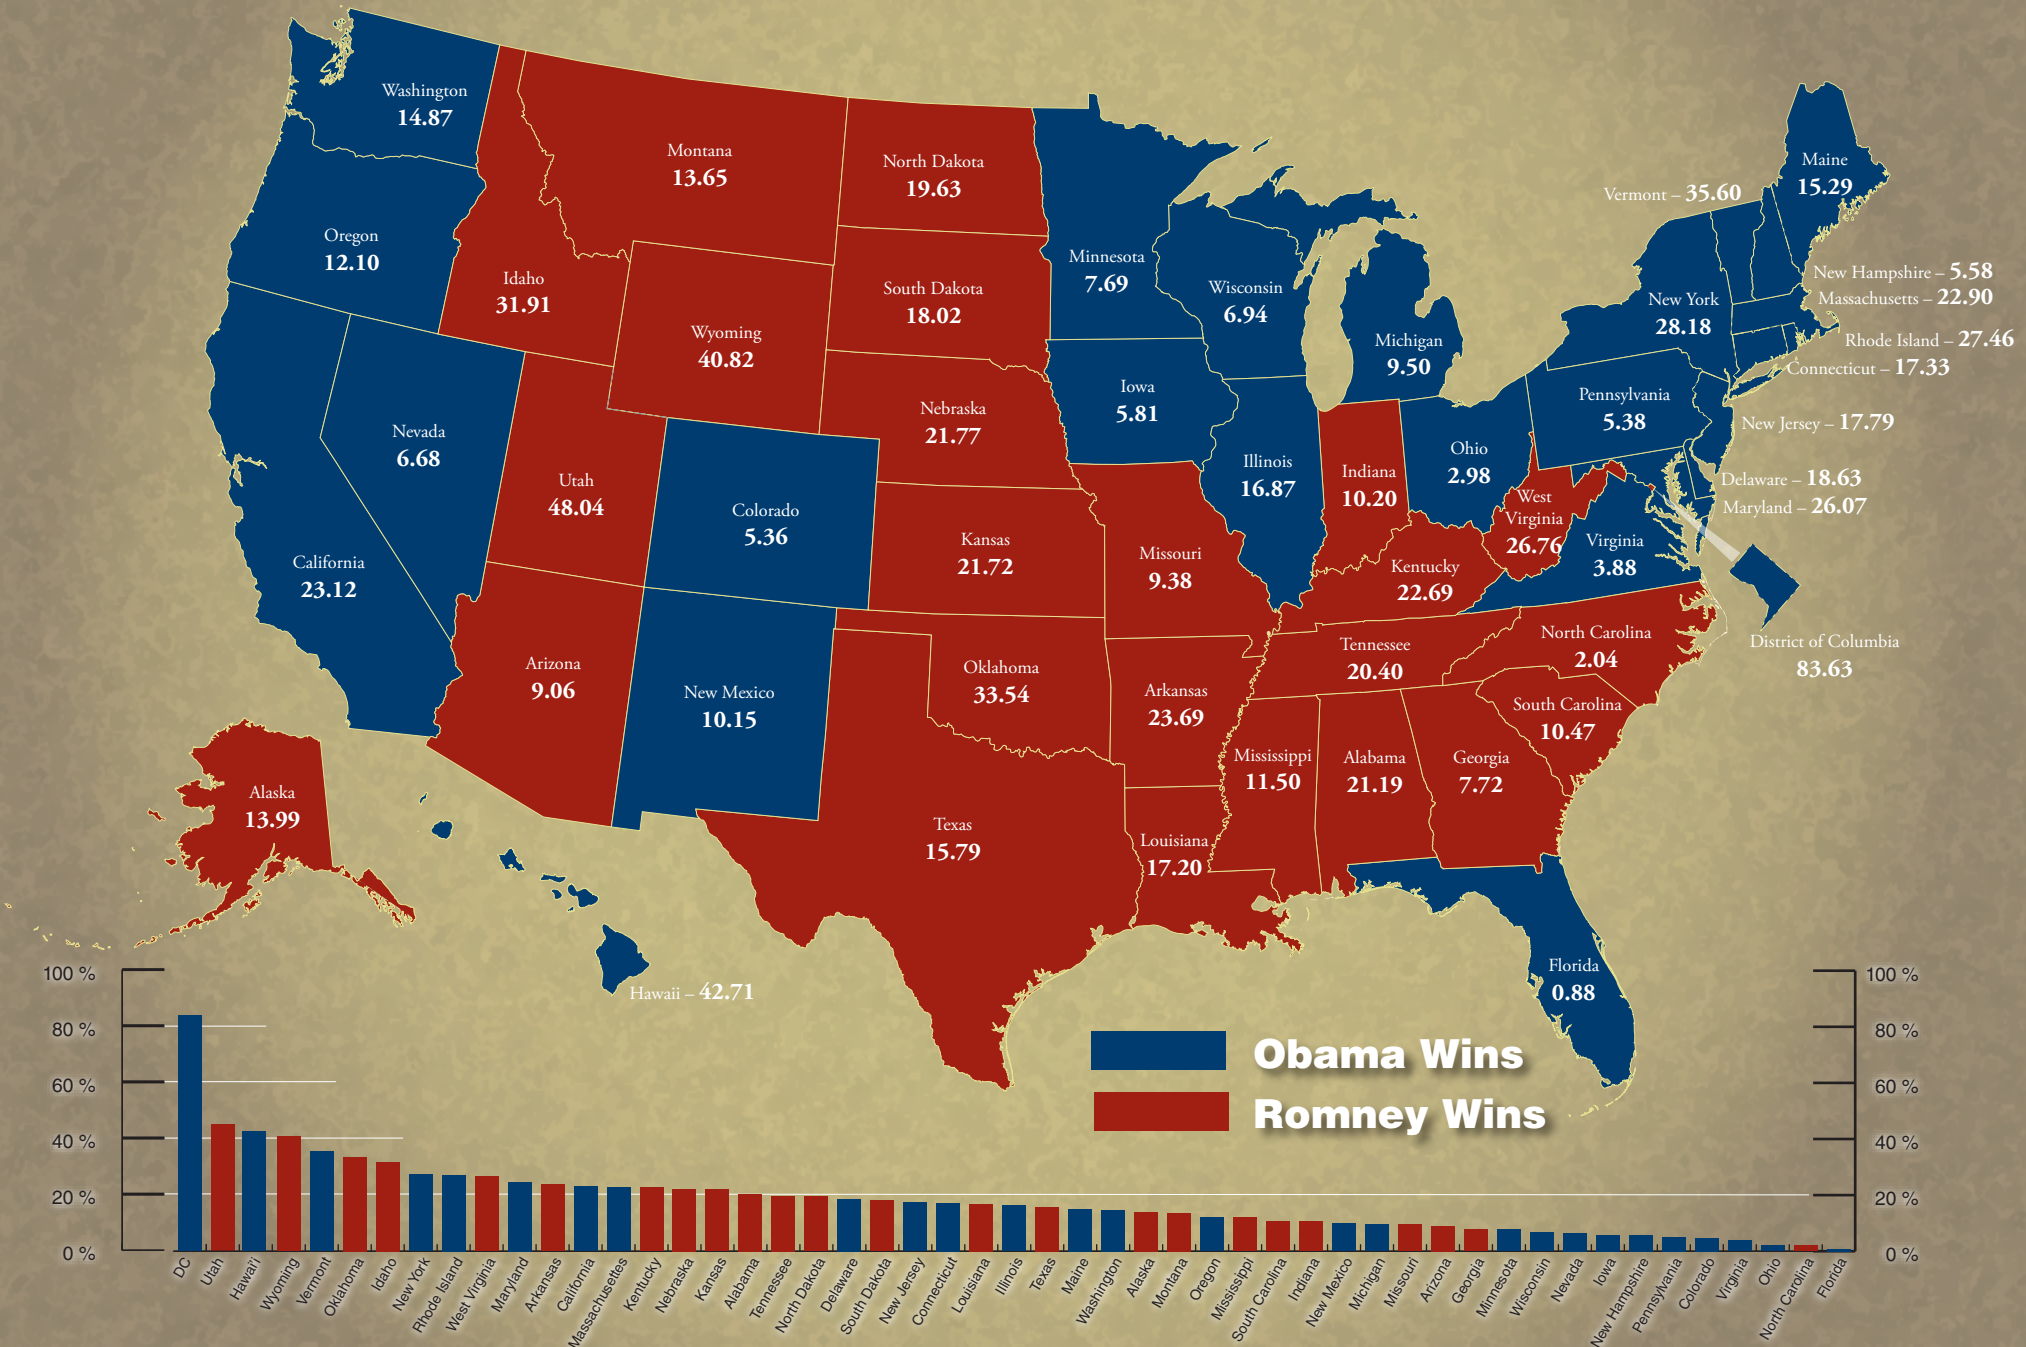 Washington
14.87
Montana
13.65
North Dakota
19.63
Maine
15.29
Vermont – 35.60
Oregon
12.10
Idaho
31.91
Minnesota
7.69
New Hampshire – 5.58
Massachusetts – 22.90
South Dakota
18.02
Wisconsin
6.94
New York
28.18
Wyoming
40.82
Michigan
9.50
Rhode Island – 27.46
Connecticut – 17.33
Iowa
5.81
Pennsylvania
5.38
Nebraska
21.77
New Jersey – 17.79
Nevada
6.68
Ohio
2.98
Illinois
16.87
Indiana
10.20
Utah
48.04
Delaware – 18.63
Maryland – 26.07
West
Virginia
26.76
Colorado
5.36
Kansas
21.72
Missouri
9.38
Virginia
3.88
California
23.12
Kentucky
22.69
District of Columbia
83.63
Tennessee
20.40
North Carolina
2.04
Arizona
9.06
New Mexico
10.15
Oklahoma
33.54
Arkansas
23.69
South Carolina
10.47
Mississippi
11.50
Alabama
21.19
Georgia
7.72
Alaska
13.99
Texas
15.79
Louisiana
17.20
Florida
0.88
Hawaii – 42.71
Obama Wins
Romney Wins
100 %
80 %
60 %
40 %
20 %
0 %
100 %
80 %
60 %
40 %
20 %
0 %
DC
Utah
Hawai'i
Wyoming
Vermont
Oklahoma
Idaho
New York
Rhode Island
West Virginia
Maryland
Arkansas
California
Massachusettes
Kentucky
Nebraska
Kansas
Alabama
Tennessee
North Dakota
Delaware
South Dakota
New Jersey
Connecticut
Louisiana
Illinois
Texas
Maine
Washington
Alaska
Montana
Oregon
Mississippi
South Carolina
Indiana
New Mexico
Michigan
Missouri
Arizona
Georgia
Minnesota
Wisconsin
Nevada
Iowa
New Hampshire
Pennsylvania
Colorado
Virginia
Ohio
North Carolina
Florida